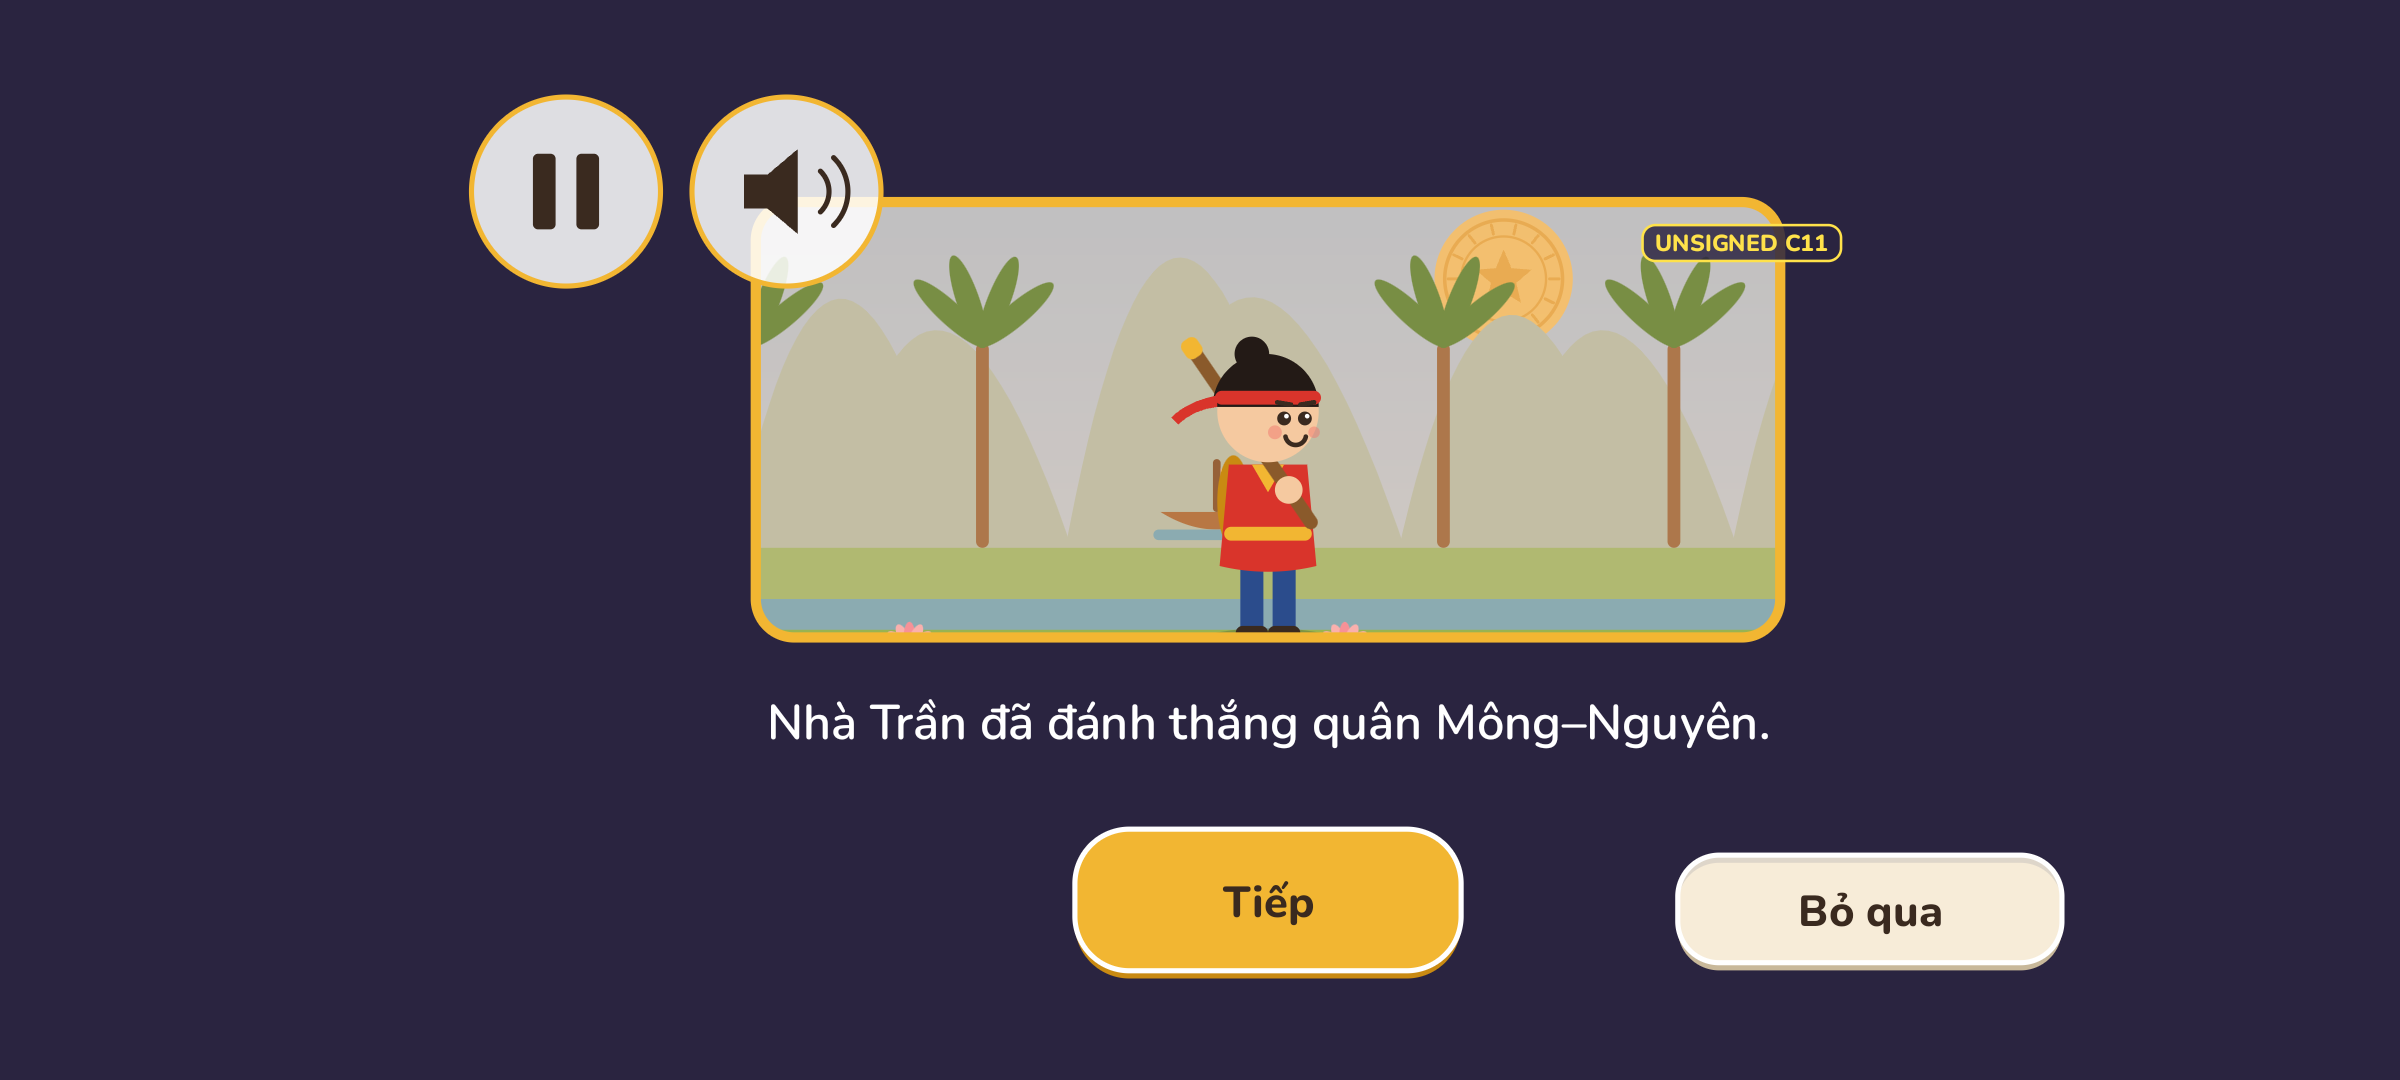 UNSIGNED C11
Nhà Trần đã đánh thắng quân Mông–Nguyên.
Tiếp
Bỏ qua